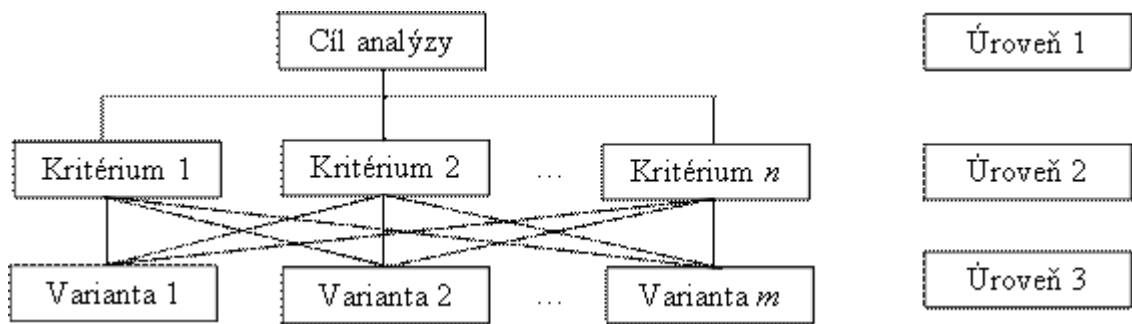 Cíl analýzy Úroveň 1
Kritérium 1 Kritérium 2 ... Kritérium n Úroveň 2
Varianta 1 Varianta 2 ... Varianta m Úroveň 3